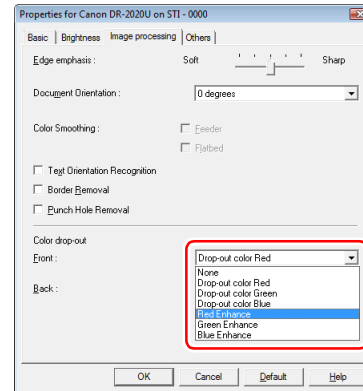 Properties for Canon DR-2020U on STI - 0000
Basic Brightness Image processing Others
Edge emphasis : Soft Sharp
Document Orientation : 0 degrees
Color Smoothing : Feeder
Flatbed
Text Orientation Recognition
Border Removal
Punch Hole Removal
Color drop-out
Front : Drop-out color Red
None
Drop-out color Red
Back : Drop-out color Green
Drop-out color Blue
Red Enhance
Green Enhance
Blue Enhance
OK Cancel Default Help